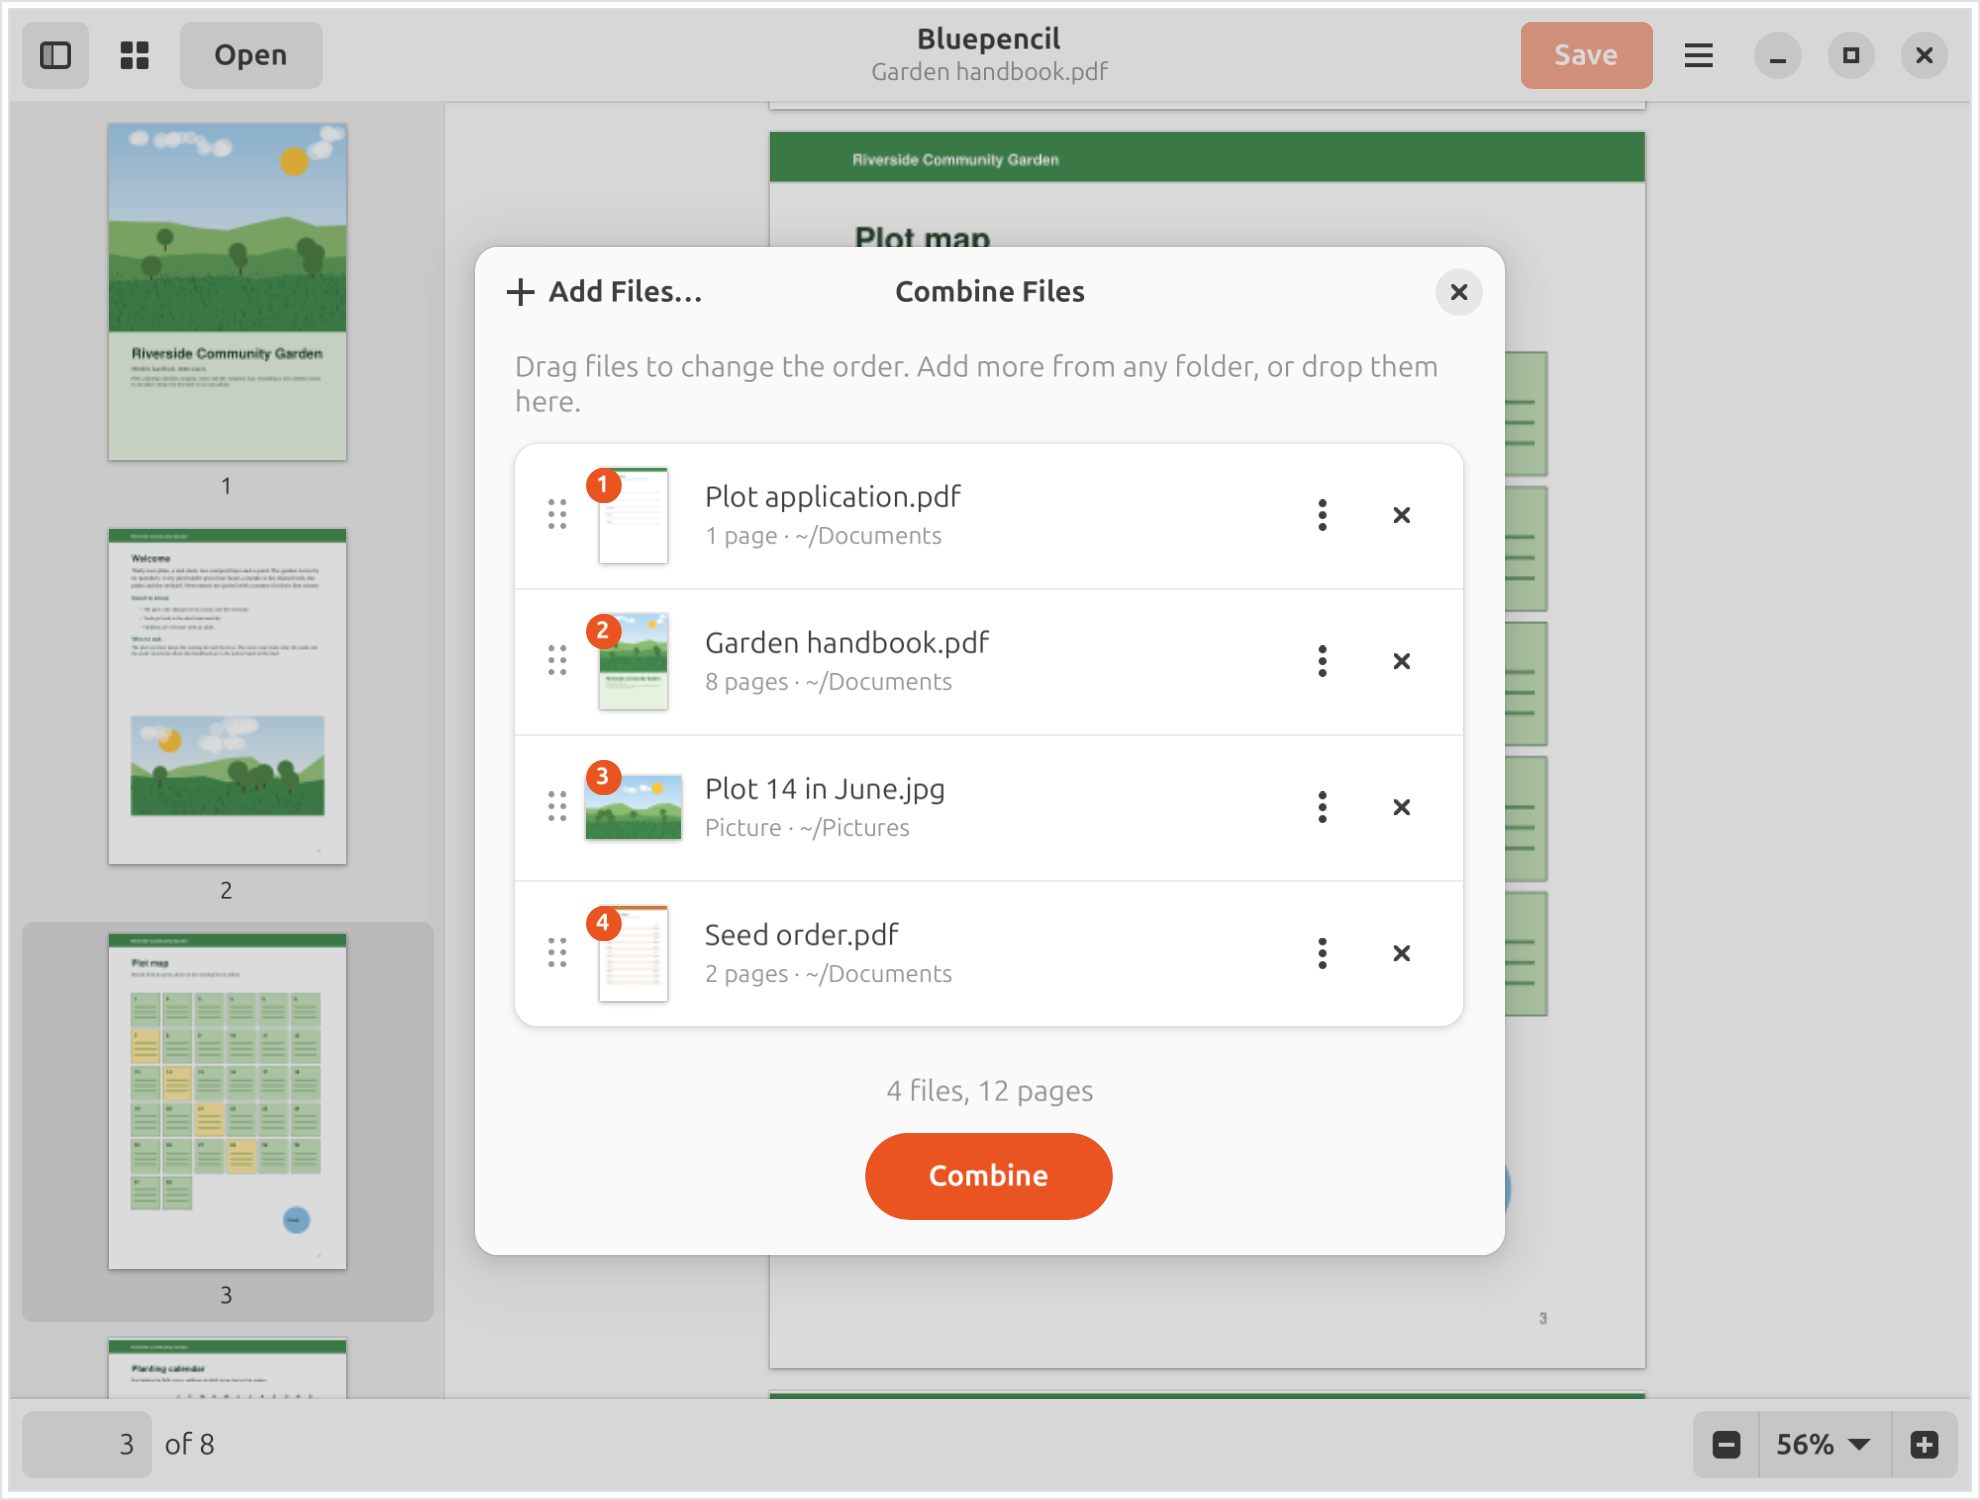 Open
Bluepencil
Garden handbook.pdf
Save
Riverside Community Garden
1
Welcome
2
Plot map
3
Planting calendar
Riverside Community Garden
Plot map
3
Add Files...
Combine Files
Drag files to change the order. Add more from any folder, or drop them
here.
1
Plot application.pdf
1 page · ~/Documents
2
Garden handbook.pdf
8 pages · ~/Documents
3
Plot 14 in June.jpg
Picture · ~/Pictures
4
Seed order.pdf
2 pages · ~/Documents
4 files, 12 pages
Combine
3 of 8
56%